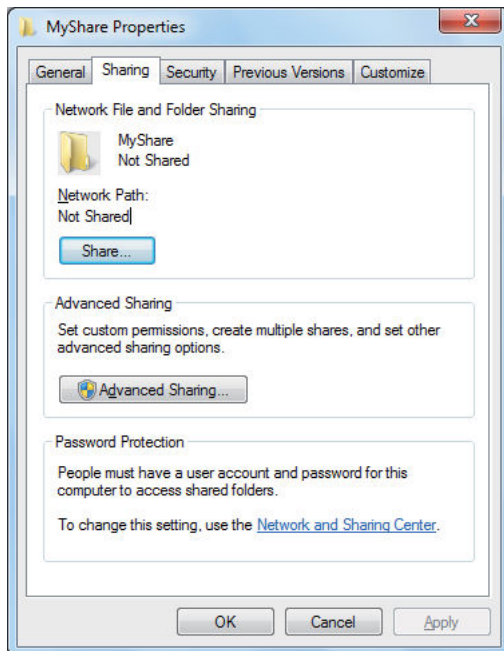 MyShare Properties
General Sharing Security Previous Versions Customize
Network File and Folder Sharing
MyShare
Not Shared
Network Path:
Not Shared
Share...
Advanced Sharing
Set custom permissions, create multiple shares, and set other
advanced sharing options.
Advanced Sharing...
Password Protection
People must have a user account and password for this
computer to access shared folders.
To change this setting, use the Network and Sharing Center.
OK Cancel Apply